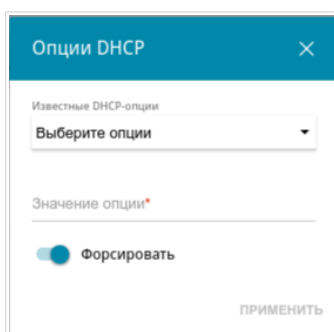 Опции DHCP
Известные DHCP-опции
Выберите опции
Значение опции*
Форсировать
ПРИМЕНИТЬ